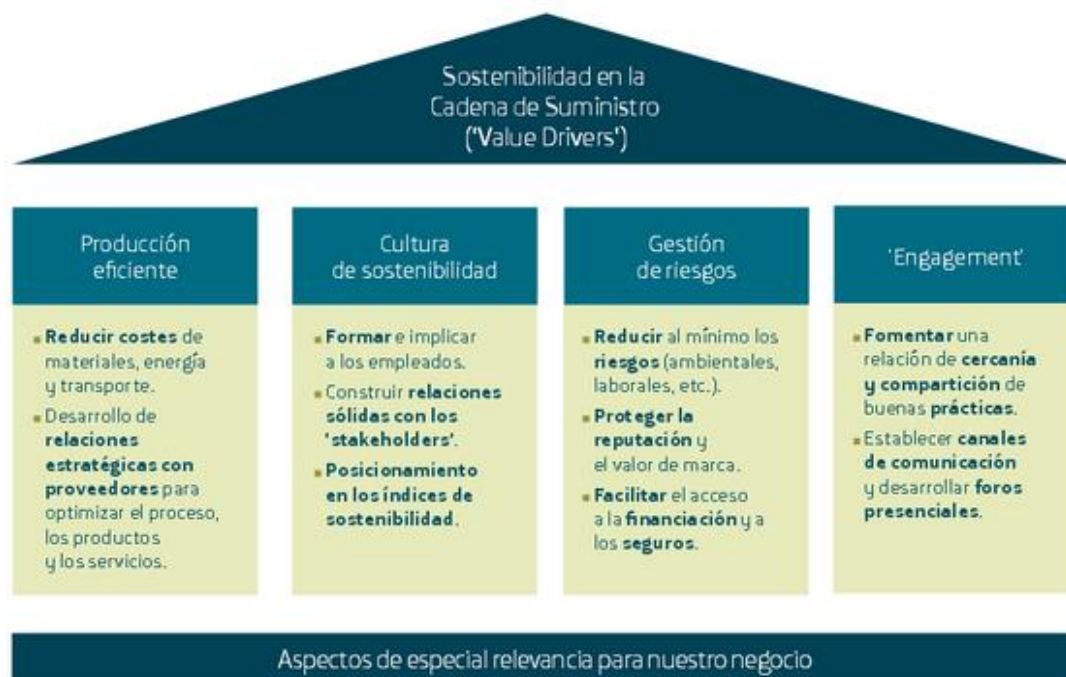 Sostenibilidad en la
Cadena de Suministro
('Value Drivers')
Producción
eficiente
▪ Reducir costes de
materiales, energía
y transporte.
▪ Desarrollo de
relaciones
estratégicas con
proveedores para
optimizar el proceso,
los productos
y los servicios.
Cultura
de sostenibilidad
▪ Formar e implicar
a los empleados.
▪ Construir relaciones
sólidas con los
'stakeholders'.
▪ Posicionamiento
en los índices de
sostenibilidad.
Gestión
de riesgos
▪ Reducir al mínimo los
riesgos (ambientales,
laborales, etc.).
▪ Proteger la
reputación y
el valor de marca.
▪ Facilitar el acceso
a la financiación y a
los seguros.
'Engagement'
▪ Fomentar una
relación de cercanía
y compartición de
buenas prácticas.
▪ Establecer canales
de comunicación
y desarrollar foros
presenciales.
Aspectos de especial relevancia para nuestro negocio